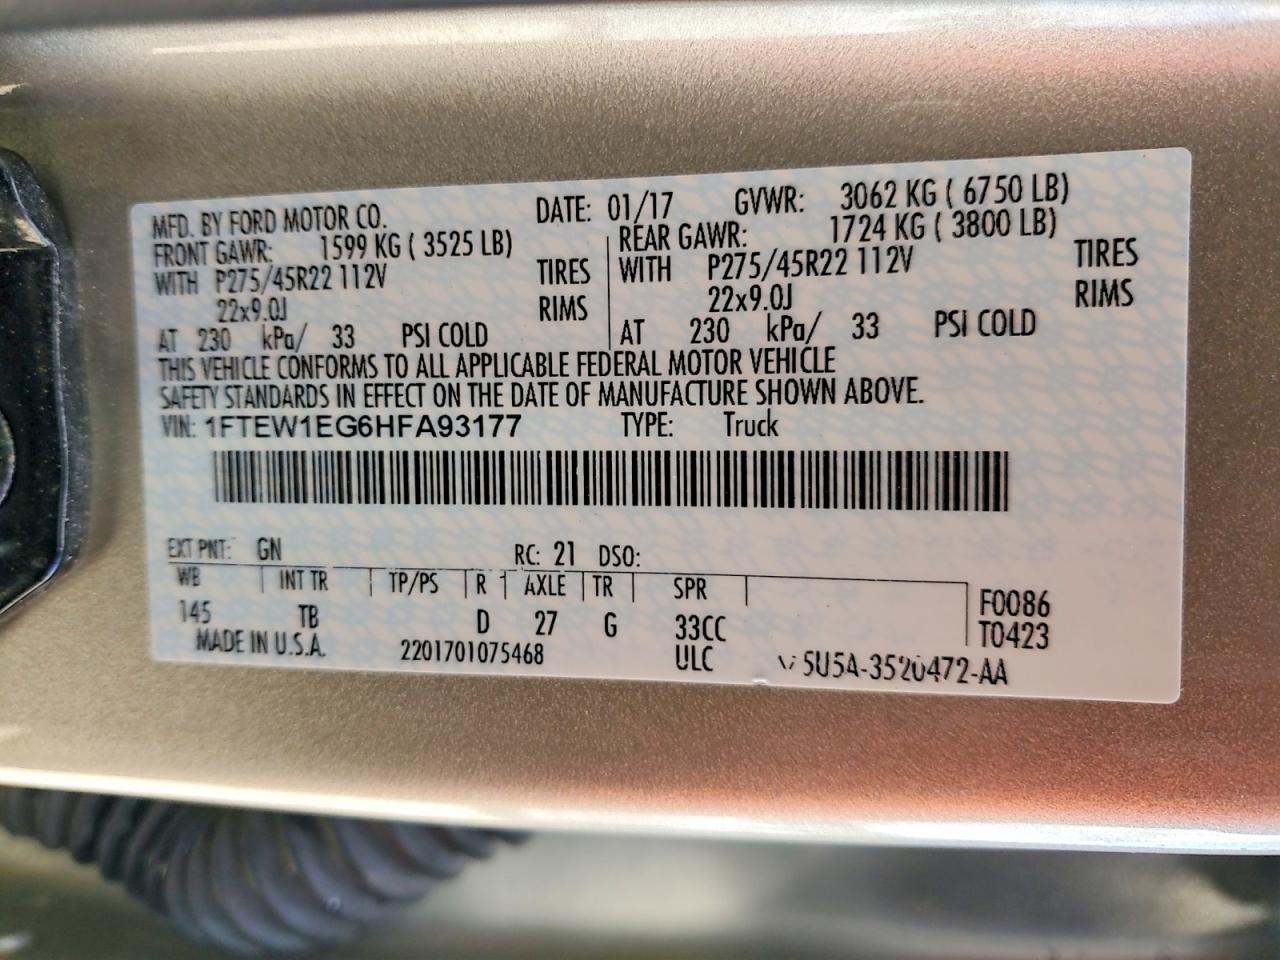 MFD. BY FORD MOTOR CO. DATE: 01/17 GVWR: 3062 KG ( 6750 LB)
FRONT GAWR: 1599 KG ( 3525 LB) REAR GAWR: 1724 KG ( 3800 LB)
WITH P275/45R22 112V TIRES WITH P275/45R22 112V TIRES
22x9.0J RIMS 22x9.0J RIMS
AT 230 kPa/ 33 PSI COLD AT 230 kPa/ 33 PSI COLD
THIS VEHICLE CONFORMS TO ALL APPLICABLE FEDERAL MOTOR VEHICLE
SAFETY STANDARDS IN EFFECT ON THE DATE OF MANUFACTURE SHOWN ABOVE.
VIN: 1FTEW1EG6HFA93177 TYPE: Truck
EXT PNT: GN RC: 21 DSO:
WB INT TR TP/PS R AXLE TR SPR F0086
145 TB D 27 G 33CC T0423
MADE IN U.S.A. 2201701075468 ULC 5U5A-3520472-AA